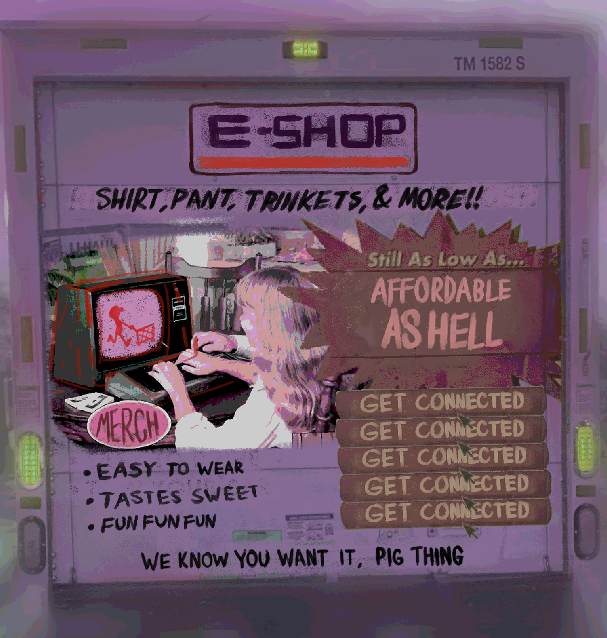 TM 1582 S
E-SHOP
SHIRT, PANT, TRINKETS, & MORE!!
Still As Low As...
AFFORDABLE
AS HELL
MERCH
GET CONNECTED
GET CONNECTED
GET CONNECTED
GET CONNECTED
GET CONNECTED
• EASY TO WEAR
• TASTES SWEET
• FUN FUN FUN
WE KNOW YOU WANT IT, PIG THING